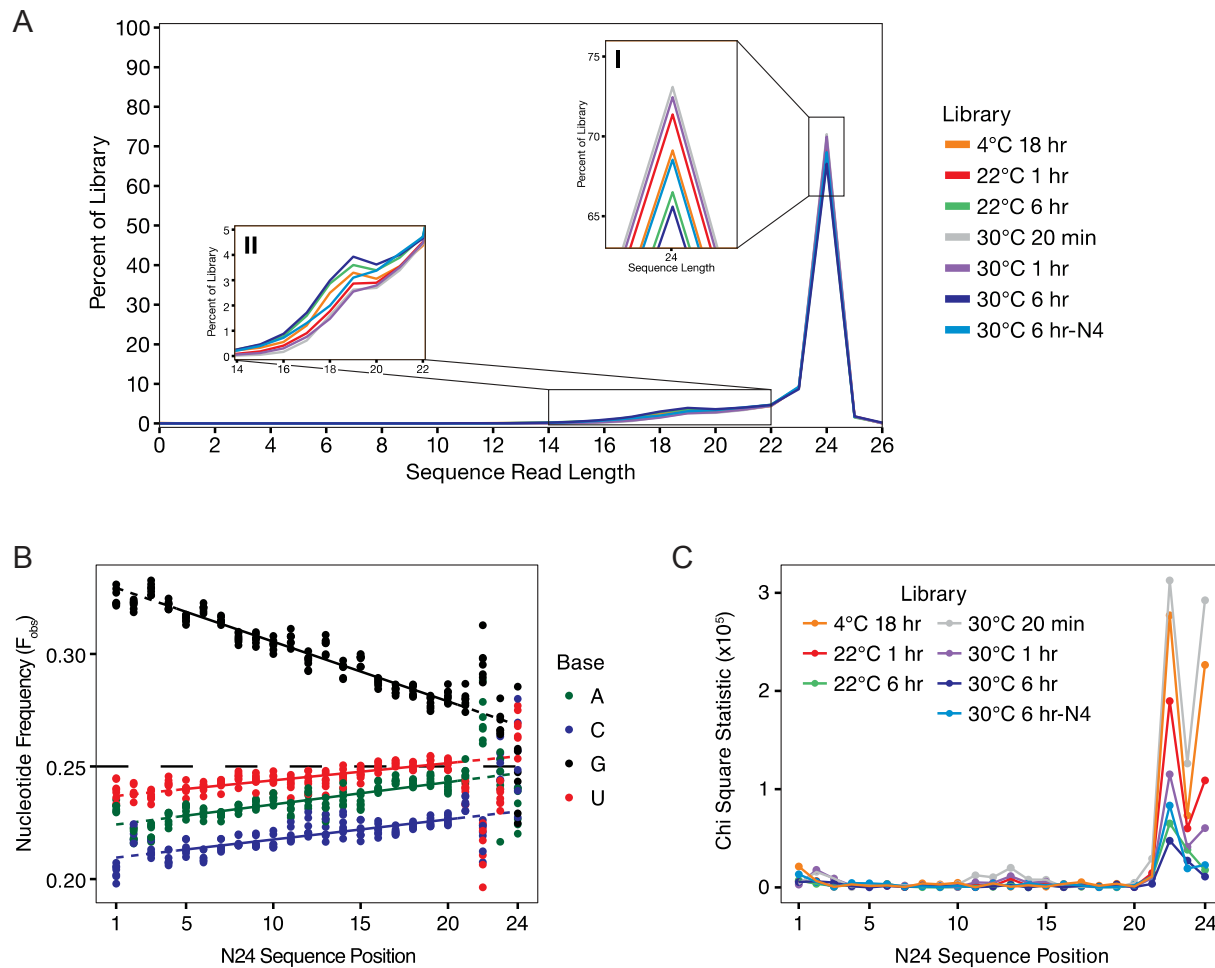 A
Percent of Library
100
90
80
70
60
50
40
30
20
10
0
0 2 4 6 8 10 12 14 16 18 20 22 24 26
Sequence Read Length
I
Percent of Library
75
70
65
24
Sequence Length
II
Percent of Library
5
4
3
2
1
0
14 16 18 20 22
Library
4°C 18 hr
22°C 1 hr
22°C 6 hr
30°C 20 min
30°C 1 hr
30°C 6 hr
30°C 6 hr-N4
B
Nucleotide Frequency (Fobs)
0.30
0.25
0.20
1 5 10 15 20 24
N24 Sequence Position
Base
A
C
G
U
C
Chi Square Statistic (x10⁵)
3
2
1
0
1 5 10 15 20 24
N24 Sequence Position
Library
4°C 18 hr 30°C 20 min
22°C 1 hr 30°C 1 hr
22°C 6 hr 30°C 6 hr
30°C 6 hr-N4